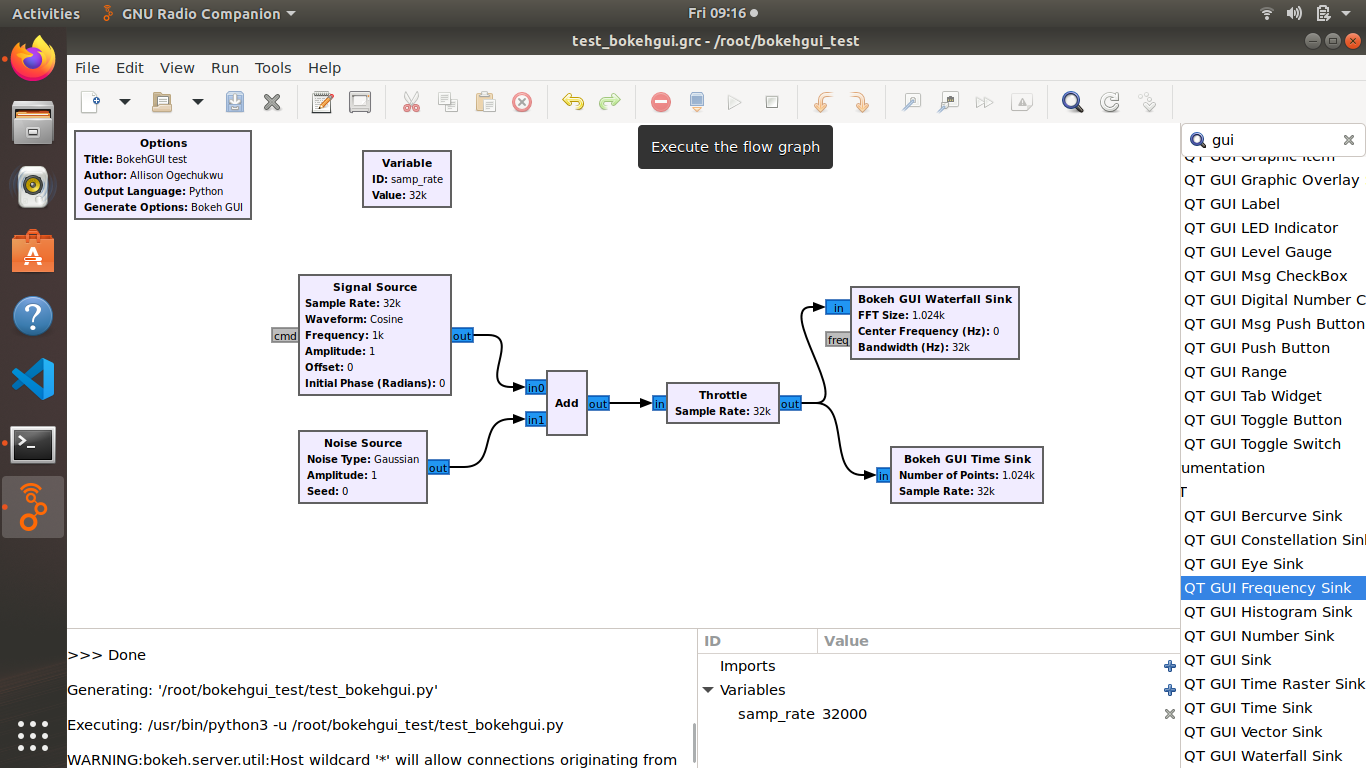 Activities
GNU Radio Companion
Fri 09:16
test_bokehgui.grc - /root/bokehgui_test
File Edit View Run Tools Help
Execute the flow graph
Options
Title: BokehGUI test
Author: Allison Ogechukwu
Output Language: Python
Generate Options: Bokeh GUI
Variable
ID: samp_rate
Value: 32k
Signal Source
Sample Rate: 32k
Waveform: Cosine
Frequency: 1k
Amplitude: 1
Offset: 0
Initial Phase (Radians): 0
cmd
out
Noise Source
Noise Type: Gaussian
Amplitude: 1
Seed: 0
out
in0
in1
Add
out
in
Throttle
Sample Rate: 32k
out
in
freq
Bokeh GUI Waterfall Sink
FFT Size: 1.024k
Center Frequency (Hz): 0
Bandwidth (Hz): 32k
in
Bokeh GUI Time Sink
Number of Points: 1.024k
Sample Rate: 32k
gui
QT GUI Graphic Item
QT GUI Graphic Overlay
QT GUI Label
QT GUI LED Indicator
QT GUI Level Gauge
QT GUI Msg CheckBox
QT GUI Digital Number C
QT GUI Msg Push Button
QT GUI Push Button
QT GUI Range
QT GUI Tab Widget
QT GUI Toggle Button
QT GUI Toggle Switch
umentation
T
QT GUI Bercurve Sink
QT GUI Constellation Sink
QT GUI Eye Sink
QT GUI Frequency Sink
QT GUI Histogram Sink
QT GUI Number Sink
QT GUI Sink
QT GUI Time Raster Sink
QT GUI Time Sink
QT GUI Vector Sink
QT GUI Waterfall Sink
>>> Done
Generating: '/root/bokehgui_test/test_bokehgui.py'
Executing: /usr/bin/python3 -u /root/bokehgui_test/test_bokehgui.py
WARNING:bokeh.server.util:Host wildcard '*' will allow connections originating from
ID Value
Imports
Variables
samp_rate 32000